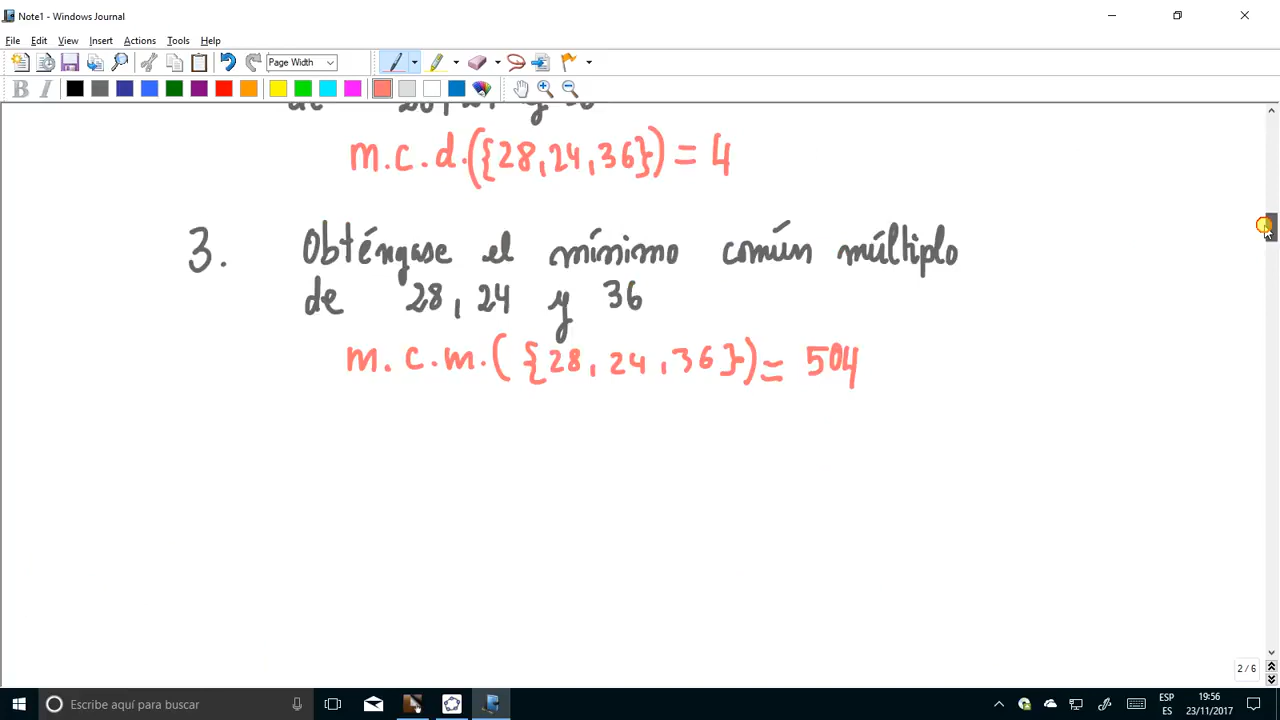 Note1 - Windows Journal
File Edit View Insert Actions Tools Help
Page Width
B I
de 28, y
m.c.d.({28,24,36}) = 4
3. Obténgase el mínimo común múltiplo
de 28, 24 y 36
m.c.m.({28,24,36}) = 504
2 / 6
Escribe aquí para buscar
ESP 19:56
ES 23/11/2017